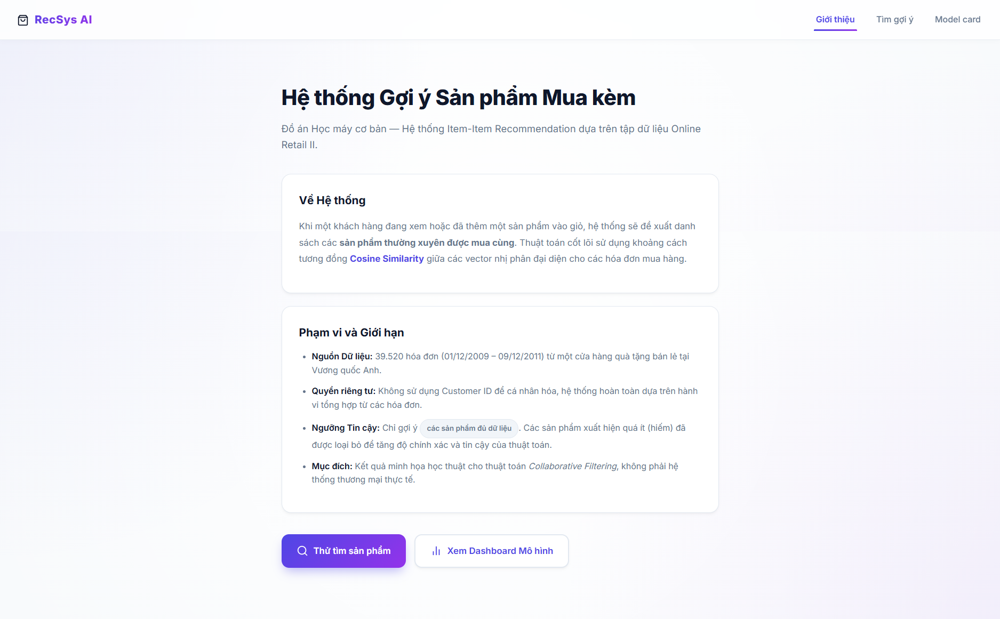 RecSys AI
Giới thiệu
Tìm gợi ý
Model card
Hệ thống Gợi ý Sản phẩm Mua kèm
Đồ án Học máy cơ bản — Hệ thống Item-Item Recommendation dựa trên tập dữ liệu Online
Retail II.
Về Hệ thống
Khi một khách hàng đang xem hoặc đã thêm một sản phẩm vào giỏ, hệ thống sẽ đề xuất danh
sách các sản phẩm thường xuyên được mua cùng. Thuật toán cốt lõi sử dụng khoảng cách
tương đồng Cosine Similarity giữa các vector nhị phân đại diện cho các hóa đơn mua hàng.
Phạm vi và Giới hạn
• Nguồn Dữ liệu: 39.520 hóa đơn (01/12/2009 – 09/12/2011) từ một cửa hàng quà tặng bán lẻ tại
Vương quốc Anh.
• Quyền riêng tư: Không sử dụng Customer ID để cá nhân hóa, hệ thống hoàn toàn dựa trên hành
vi tổng hợp từ các hóa đơn.
• Ngưỡng Tin cậy: Chỉ gợi ý các sản phẩm đủ dữ liệu. Các sản phẩm xuất hiện quá ít (hiếm) đã
được loại bỏ để tăng độ chính xác và tin cậy của thuật toán.
• Mục đích: Kết quả minh họa học thuật cho thuật toán Collaborative Filtering, không phải hệ
thống thương mại thực tế.
Thử tìm sản phẩm
Xem Dashboard Mô hình